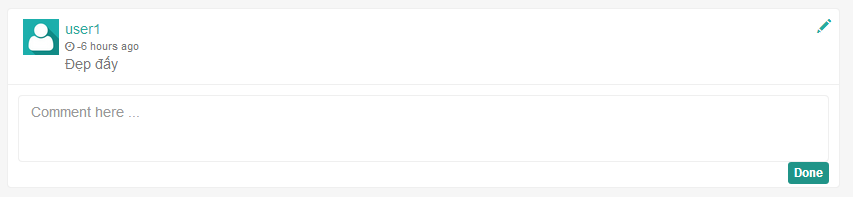 user1
-6 hours ago
Đẹp đấy
Comment here ...
Done